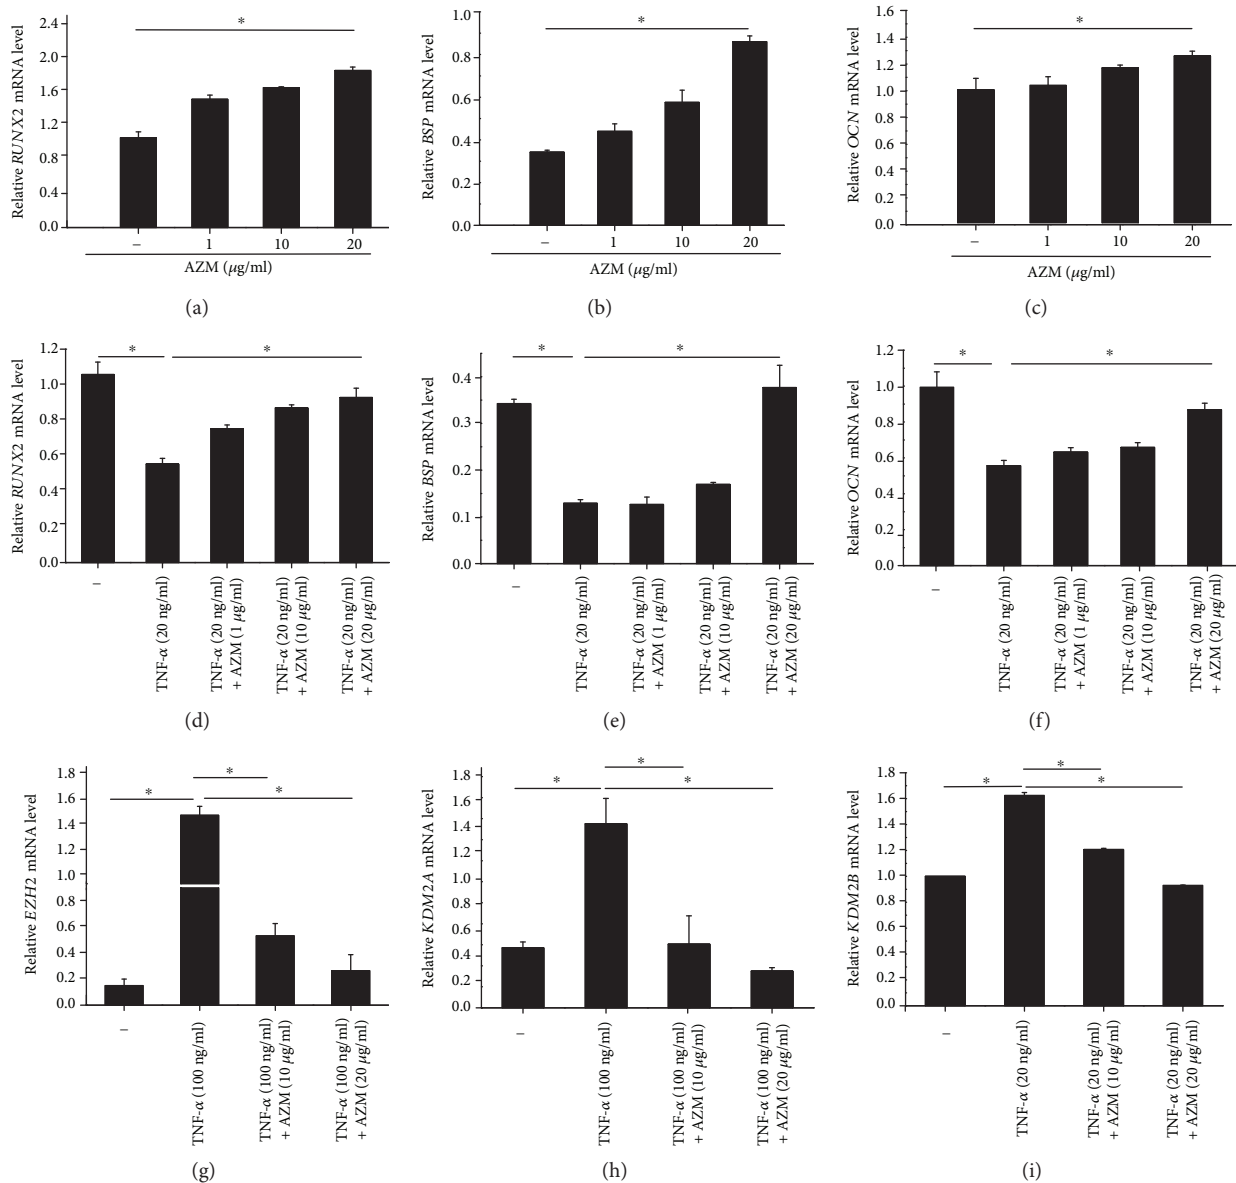 Relative RUNX2 mRNA level
2.4
2.0
1.6
1.2
0.8
0.4
0.0
*
– 1 10 20
AZM (μg/ml)
(a)
Relative BSP mRNA level
1.0
0.8
0.6
0.4
0.2
0.0
*
– 1 10 20
AZM (μg/ml)
(b)
Relative OCN mRNA level
1.6
1.4
1.2
1.0
0.8
0.6
0.4
0.2
0.0
*
– 1 10 20
AZM (μg/ml)
(c)
Relative RUNX2 mRNA level
1.2
1.0
0.8
0.6
0.4
0.2
0.0
* *
–
TNF-α (20 ng/ml)
TNF-α (20 ng/ml)
+ AZM (1 μg/ml)
TNF-α (20 ng/ml)
+ AZM (10 μg/ml)
TNF-α (20 ng/ml)
+ AZM (20 μg/ml)
(d)
Relative BSP mRNA level
0.4
0.3
0.2
0.1
0.0
* *
–
TNF-α (20 ng/ml)
TNF-α (20 ng/ml)
+ AZM (1 μg/ml)
TNF-α (20 ng/ml)
+ AZM (10 μg/ml)
TNF-α (20 ng/ml)
+ AZM (20 μg/ml)
(e)
Relative OCN mRNA level
1.2
1.0
0.8
0.6
0.4
0.2
0.0
* *
–
TNF-α (20 ng/ml)
TNF-α (20 ng/ml)
+ AZM (1 μg/ml)
TNF-α (20 ng/ml)
+ AZM (10 μg/ml)
TNF-α (20 ng/ml)
+ AZM (20 μg/ml)
(f)
Relative EZH2 mRNA level
1.8
1.6
1.4
1.2
1.0
0.8
0.6
0.4
0.2
0.0
* * *
–
TNF-α (100 ng/ml)
TNF-α (100 ng/ml)
+ AZM (10 μg/ml)
TNF-α (100 ng/ml)
+ AZM (20 μg/ml)
(g)
Relative KDM2A mRNA level
1.8
1.6
1.4
1.2
1.0
0.8
0.6
0.4
0.2
0.0
* * *
–
TNF-α (100 ng/ml)
TNF-α (100 ng/ml)
+ AZM (10 μg/ml)
TNF-α (100 ng/ml)
+ AZM (20 μg/ml)
(h)
Relative KDM2B mRNA level
1.8
1.6
1.4
1.2
1.0
0.8
0.6
0.4
0.2
0.0
* * *
–
TNF-α (20 ng/ml)
TNF-α (20 ng/ml)
+ AZM (10 μg/ml)
TNF-α (20 ng/ml)
+ AZM (20 μg/ml)
(i)